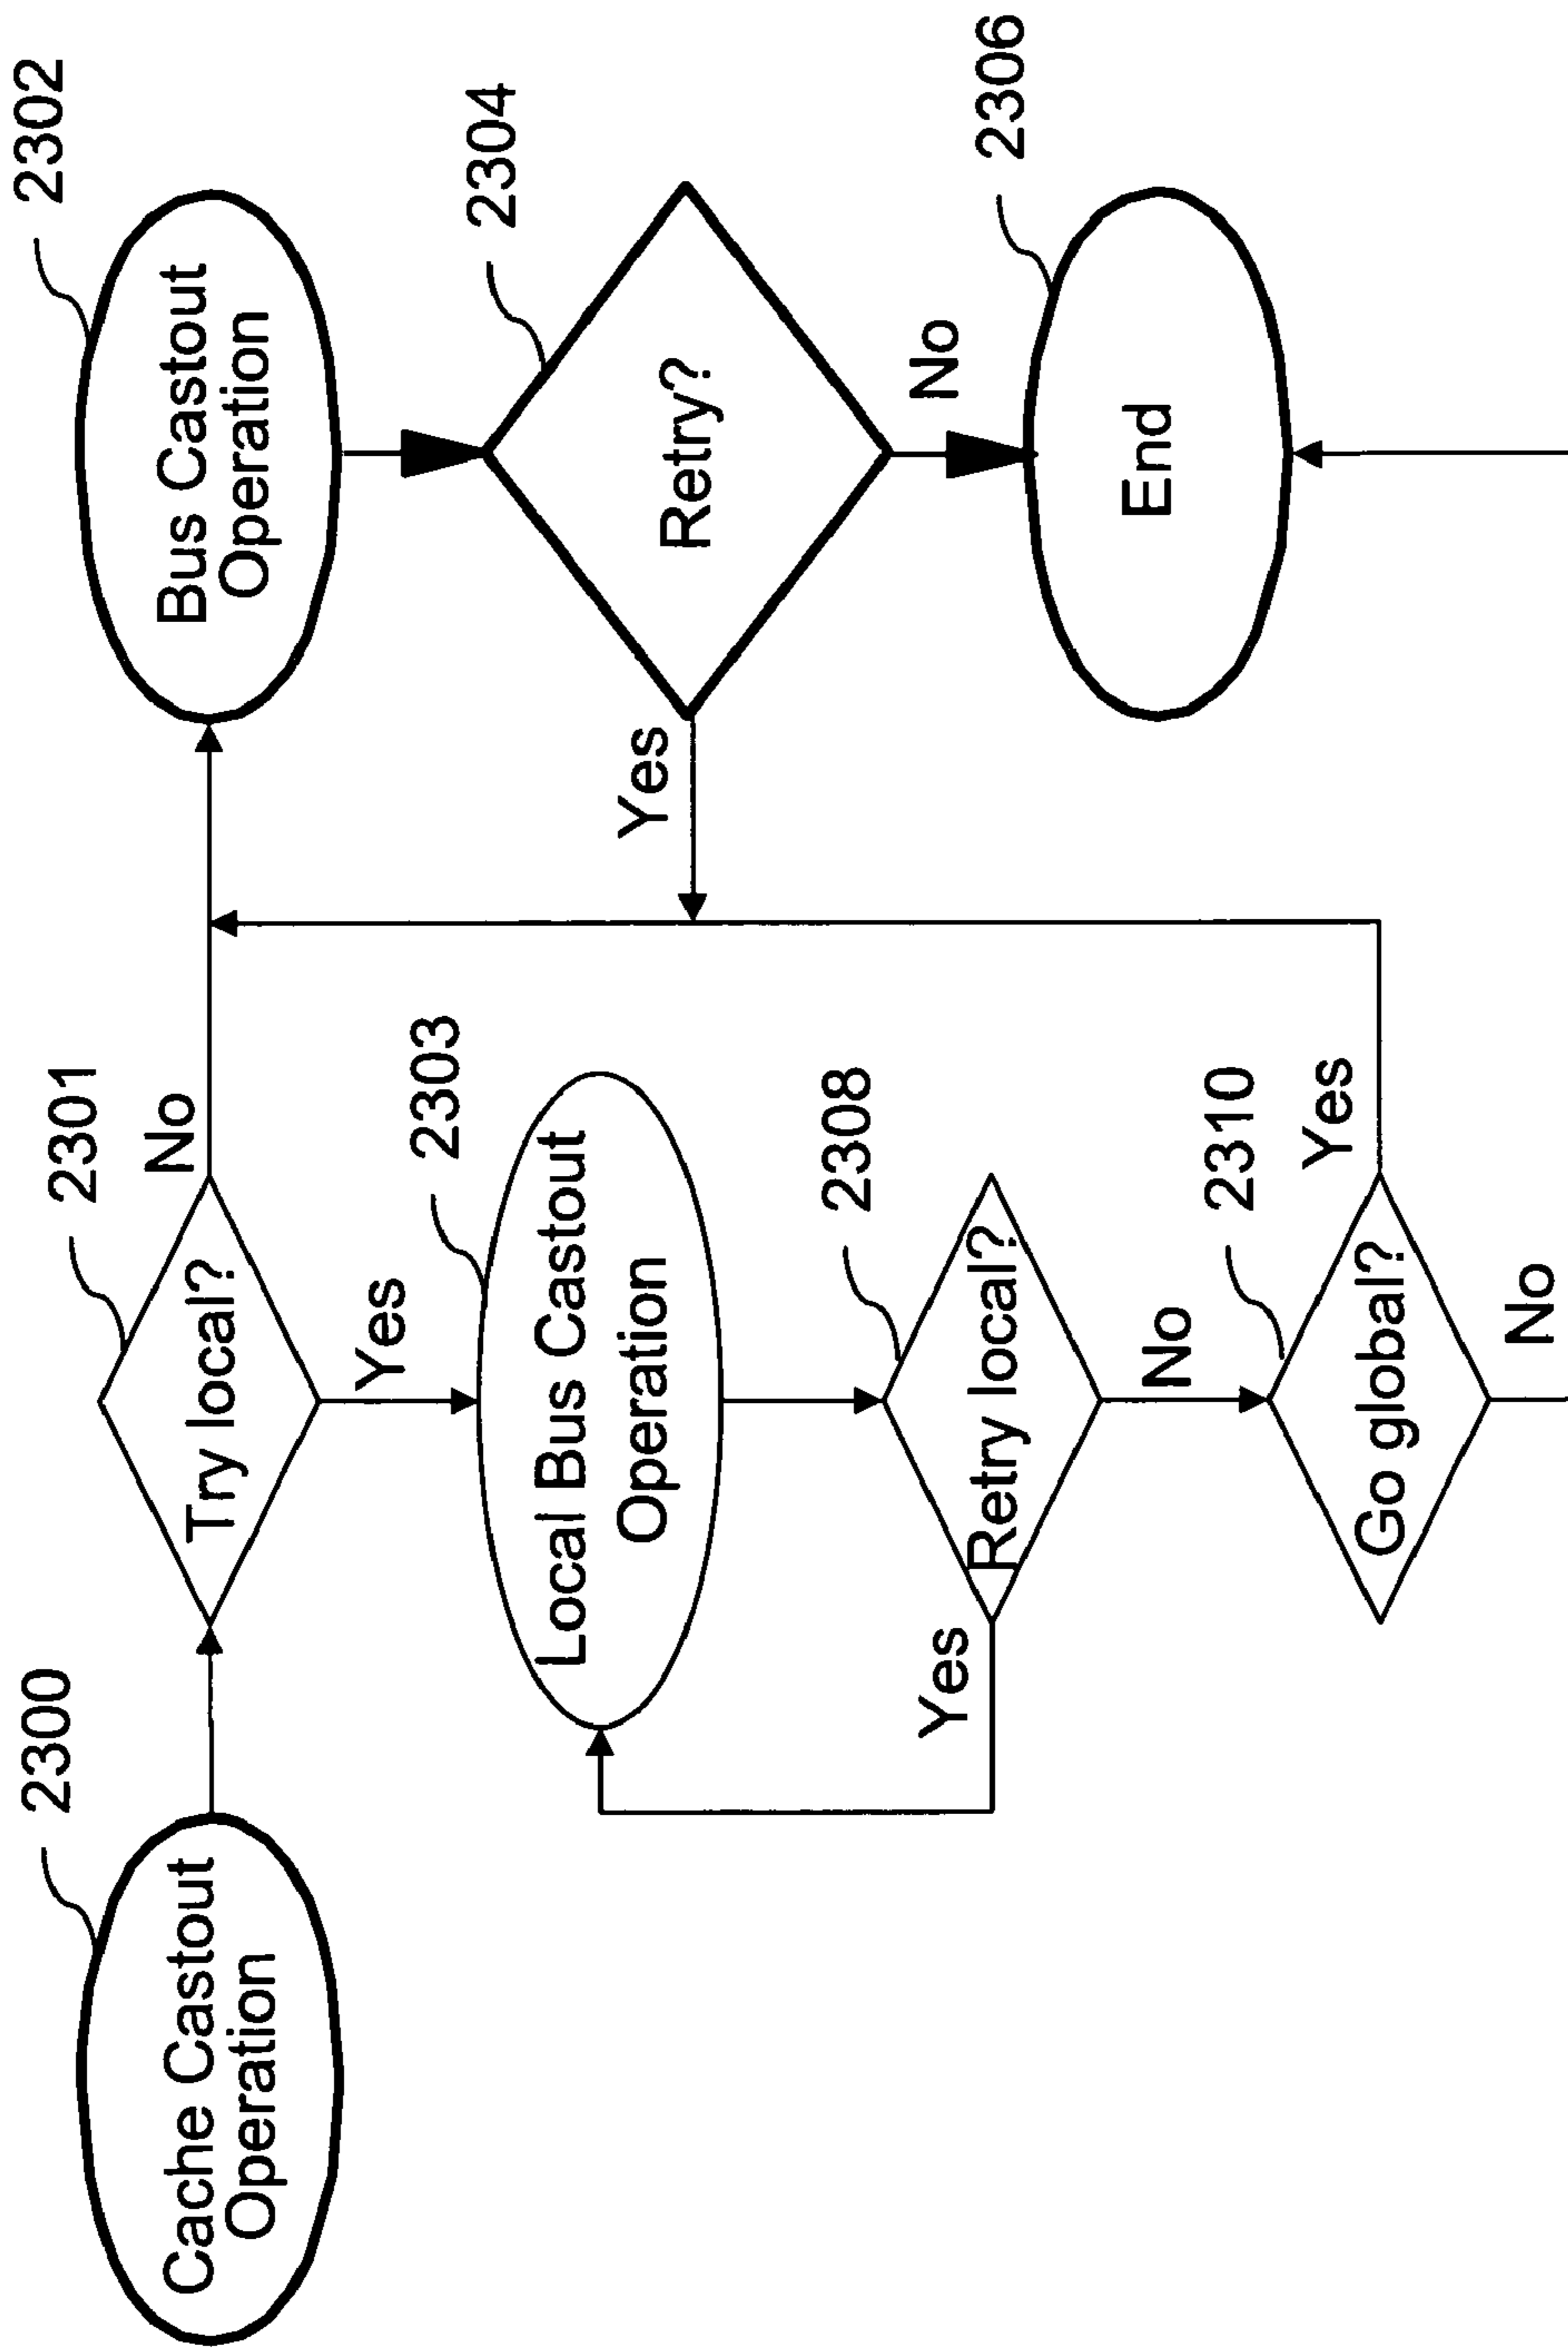 2300
Cache Castout
Operation
2301
Try local?
No
Yes
2302
Bus Castout
Operation
2303
Local Bus Castout
Operation
2304
Retry?
Yes
No
2308
Retry local?
Yes
No
2306
End
2310
Go global?
Yes
No